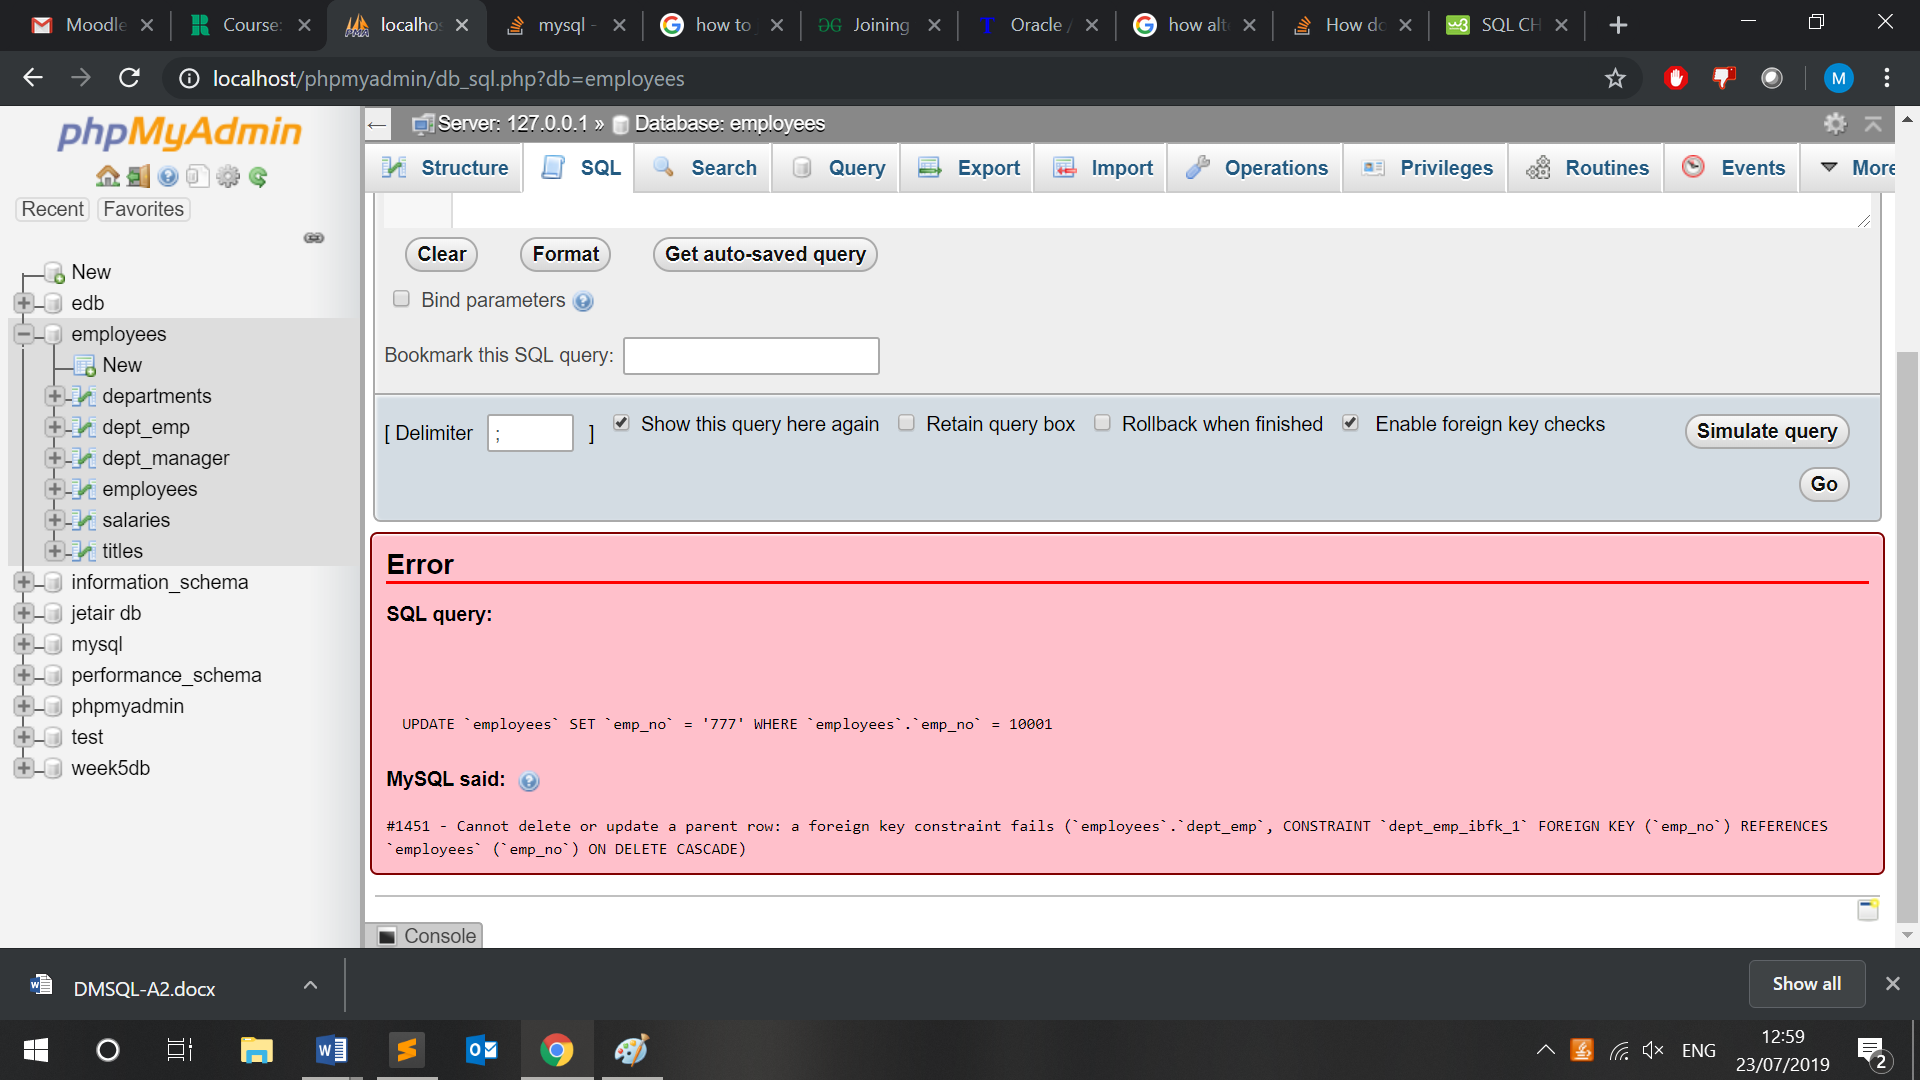 Moodle
Course:
localhos
mysql -
how to
Joining
Oracle /
how alt
How do
SQL CH
localhost/phpmyadmin/db_sql.php?db=employees
M
phpMyAdmin
Recent
Favorites
New
edb
employees
New
departments
dept_emp
dept_manager
employees
salaries
titles
information_schema
jetair db
mysql
performance_schema
phpmyadmin
test
week5db
Server: 127.0.0.1 » Database: employees
Structure
SQL
Search
Query
Export
Import
Operations
Privileges
Routines
Events
More
Clear
Format
Get auto-saved query
Bind parameters
Bookmark this SQL query:
[ Delimiter ; ]
Show this query here again
Retain query box
Rollback when finished
Enable foreign key checks
Simulate query
Go
Error
SQL query:
UPDATE `employees` SET `emp_no` = '777' WHERE `employees`.`emp_no` = 10001
MySQL said:
#1451 - Cannot delete or update a parent row: a foreign key constraint fails (`employees`.`dept_emp`, CONSTRAINT `dept_emp_ibfk_1` FOREIGN KEY (`emp_no`) REFERENCES
`employees` (`emp_no`) ON DELETE CASCADE)
Console
DMSQL-A2.docx
Show all
ENG
12:59
23/07/2019
2